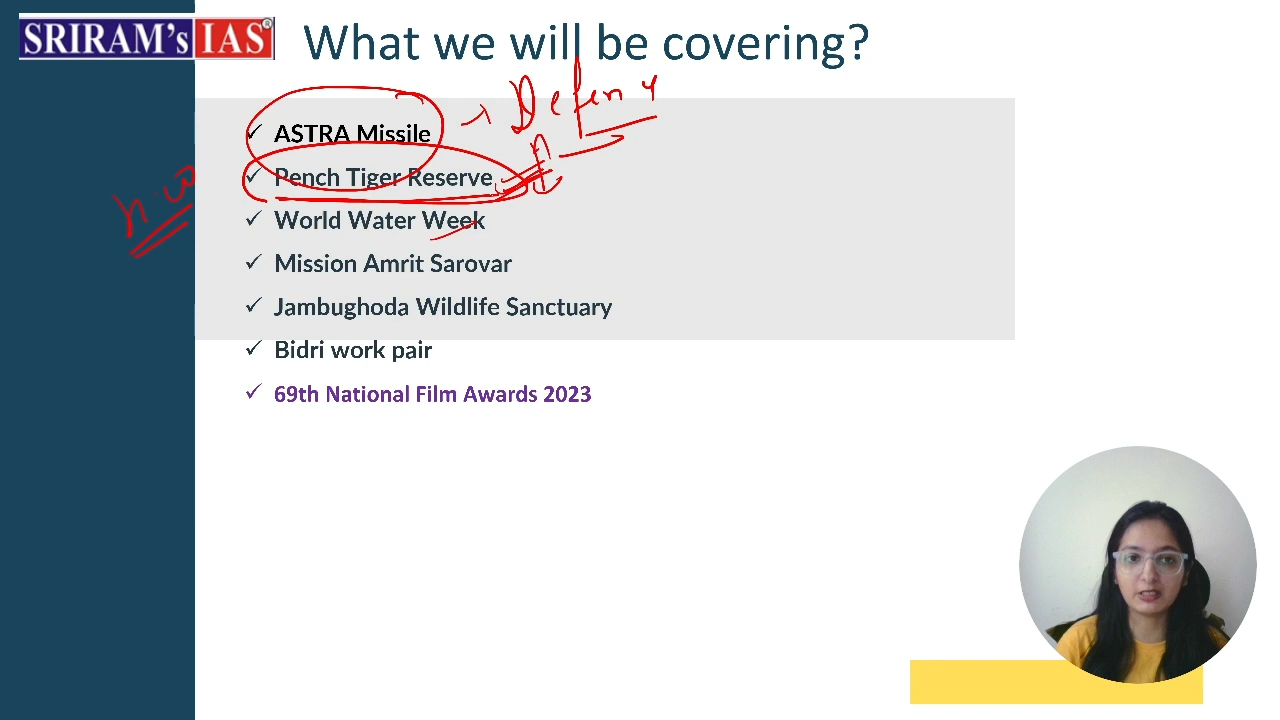 SRIRAM's IAS®
What we will be covering?
✓ ASTRA Missile
✓ Pench Tiger Reserve
✓ World Water Week
✓ Mission Amrit Sarovar
✓ Jambughoda Wildlife Sanctuary
✓ Bidri work pair
✓ 69th National Film Awards 2023